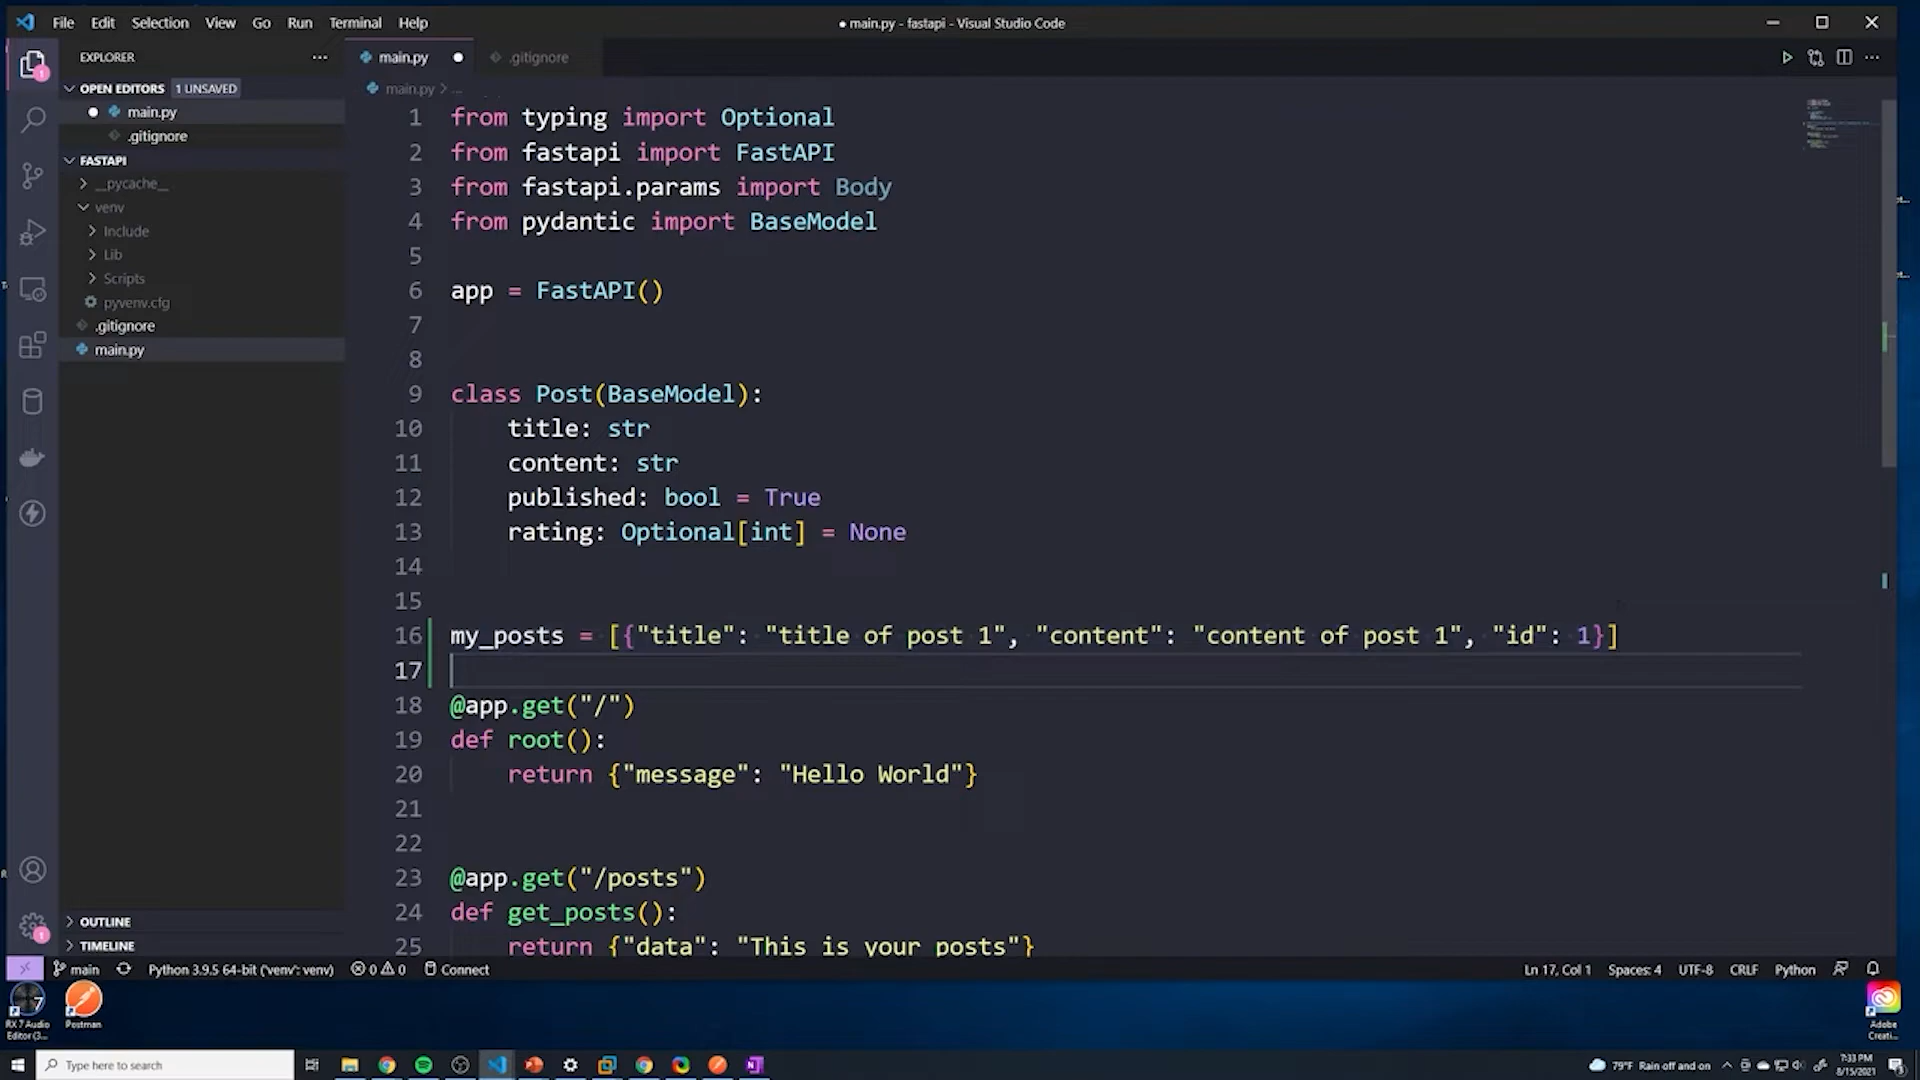 File Edit Selection View Go Run Terminal Help
● main.py - fastapi - Visual Studio Code
EXPLORER
main.py
.gitignore
OPEN EDITORS
1 UNSAVED
main.py > ...
main.py
.gitignore
FASTAPI
__pycache__
venv
Include
Lib
Scripts
pyvenv.cfg
.gitignore
main.py
1 from typing import Optional
2 from fastapi import FastAPI
3 from fastapi.params import Body
4 from pydantic import BaseModel
5
6 app = FastAPI()
7
8
9 class Post(BaseModel):
10 title: str
11 content: str
12 published: bool = True
13 rating: Optional[int] = None
14
15
16 my_posts = [{"title": "title of post 1", "content": "content of post 1", "id": 1}]
17
18 @app.get("/")
19 def root():
20 return {"message": "Hello World"}
21
22
23 @app.get("/posts")
24 def get_posts():
25 return {"data": "This is your posts"}
OUTLINE
TIMELINE
main
Python 3.9.5 64-bit ('venv': venv)
0 0
Connect
Ln 17, Col 1
Spaces: 4
UTF-8
CRLF
Python
RX 7 Audio
Editor (3...
Postman
Adobe
Creati...
Type here to search
79°F Rain off and on
7:33 PM
8/15/2021